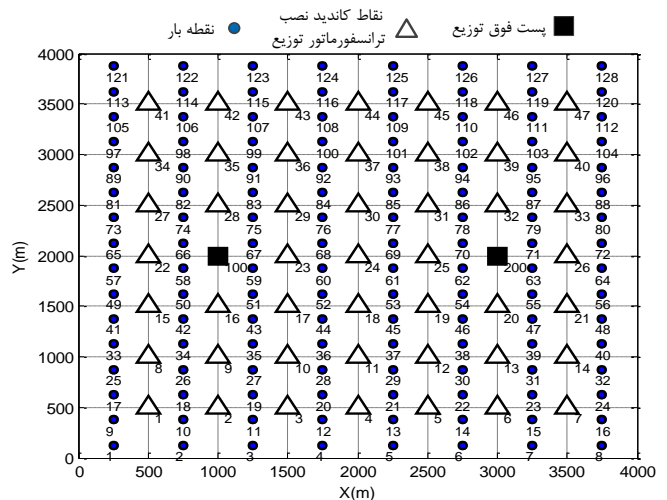 پست فوق توزیع
نقاط کاندید نصب
ترانسفورماتور توزیع
نقطه بار
4000
121 122 123 124 125 126 127 128
3500 113 114 115 116 117 118 119 120
41 42 43 44 45 46 47
105 106 107 108 109 110 111 112
3000 97 98 99 100 101 102 103 104
34 35 36 37 38 39 40
89 90 91 92 93 94 95 96
2500 81 82 83 84 85 86 87 88
27 28 29 30 31 32 33
73 74 75 76 77 78 79 80
2000 65 66 67 68 69 70 71 72
22 100 23 24 25 200 26
57 58 59 60 61 62 63 64
1500 49 50 51 52 53 54 55 56
15 16 17 18 19 20 21
41 42 43 44 45 46 47 48
1000 33 34 35 36 37 38 39 40
8 9 10 11 12 13 14
25 26 27 28 29 30 31 32
500 17 18 19 20 21 22 23 24
1 2 3 4 5 6 7
9 10 11 12 13 14 15 16
0 1 2 3 4 5 6 7 8
0 500 1000 1500 2000 2500 3000 3500 4000
X(m)
Y(m)